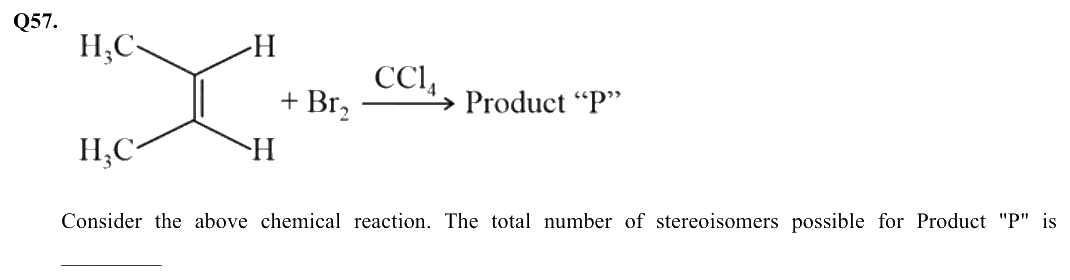 Q57.
H₃C H
+ Br₂ CCl₄ Product “P”
H₃C H
Consider the above chemical reaction. The total number of stereoisomers possible for Product "P" is
__________